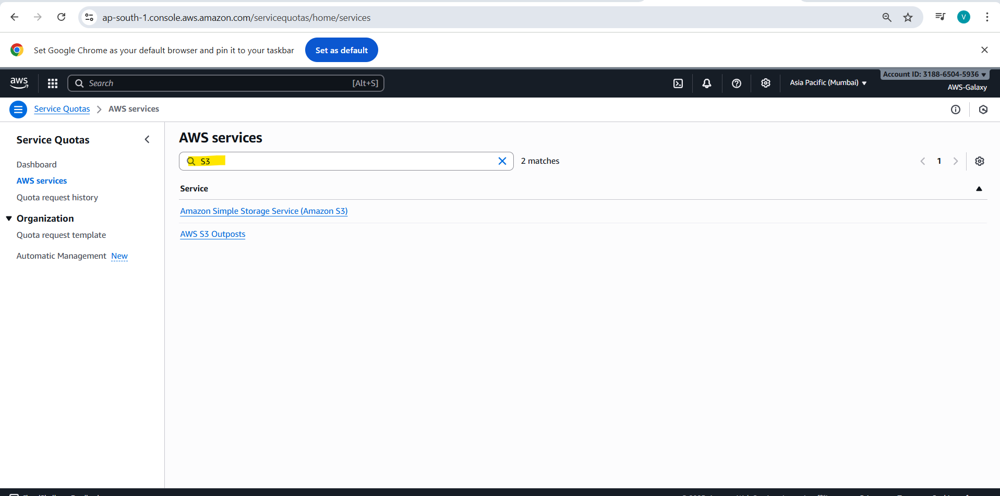 ap-south-1.console.aws.amazon.com/servicequotas/home/services
V
Set Google Chrome as your default browser and pin it to your taskbar
Set as default
aws
Search
[Alt+S]
Asia Pacific (Mumbai)
Account ID: 3188-6504-5936
AWS-Galaxy
Service Quotas
AWS services
Service Quotas
Dashboard
AWS services
Quota request history
Organization
Quota request template
Automatic Management New
AWS services
S3
2 matches
1
Service
Amazon Simple Storage Service (Amazon S3)
AWS S3 Outposts